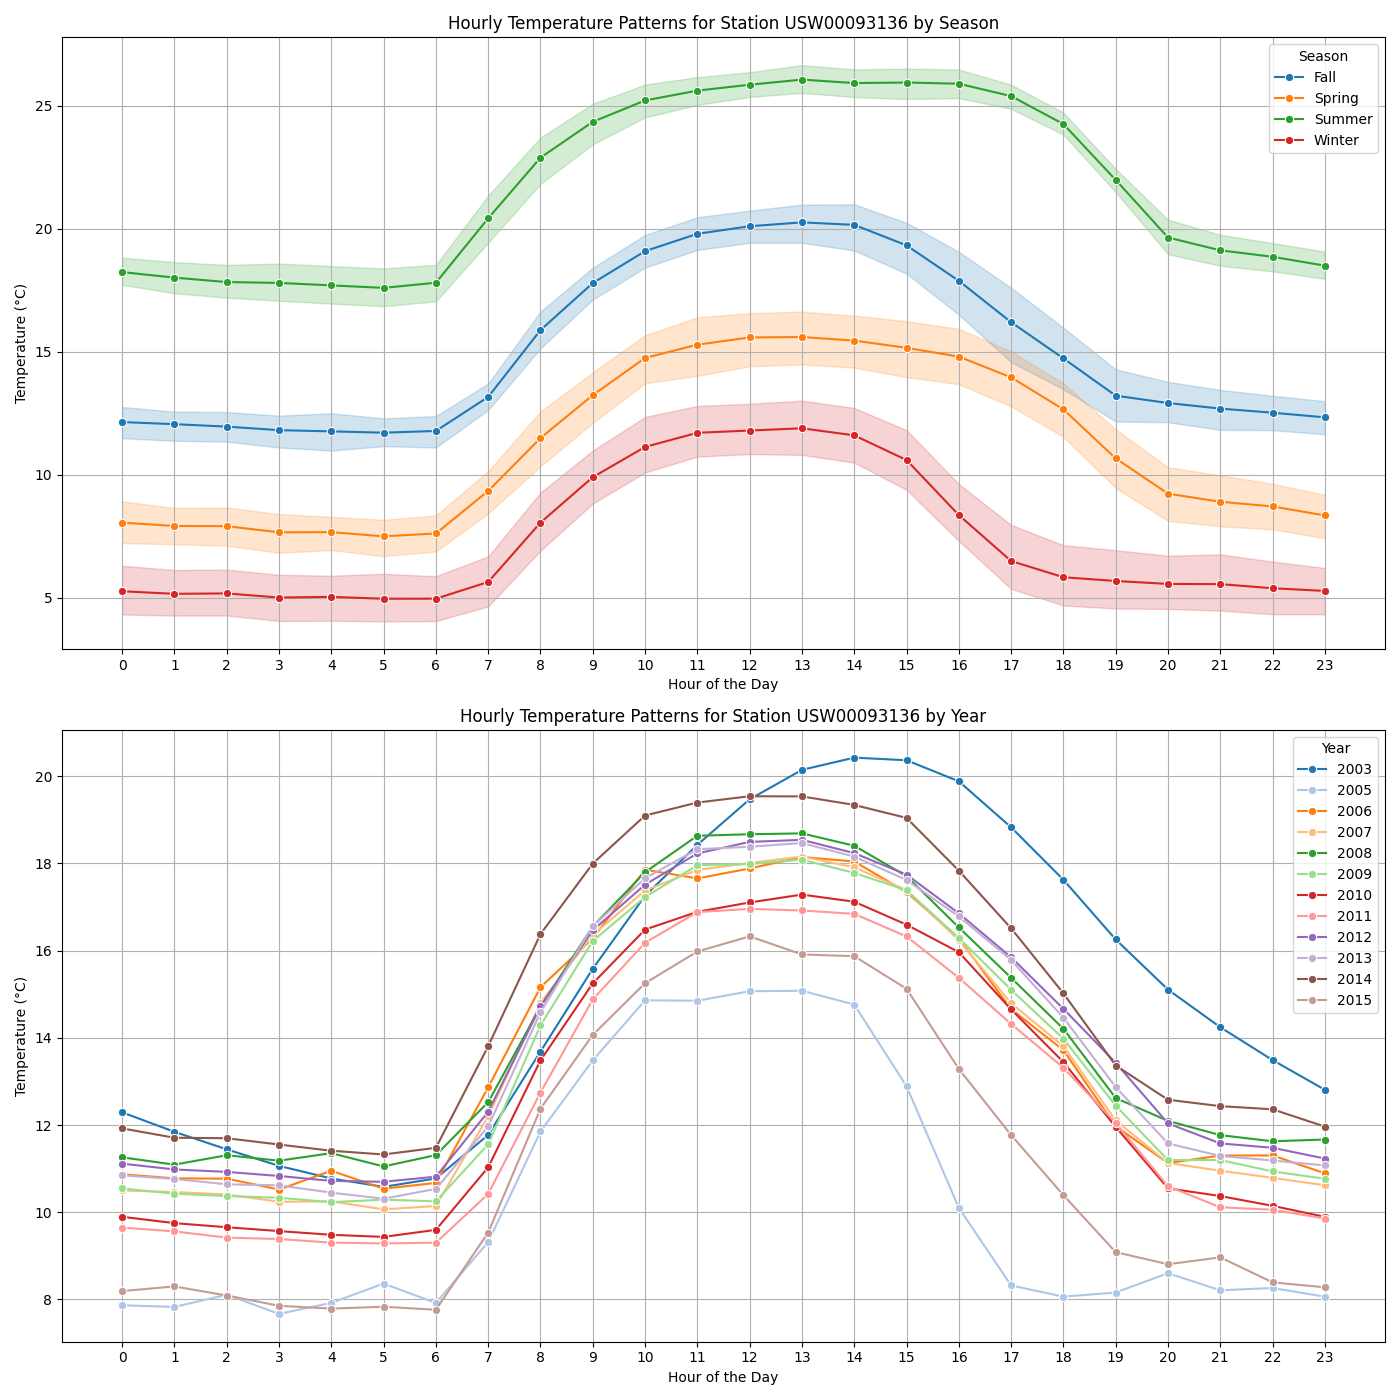 Hourly Temperature Patterns for Station USW00093136 by Season
Season
Fall
Spring
Summer
Winter
25
20
15
10
5
Temperature (°C)
0 1 2 3 4 5 6 7 8 9 10 11 12 13 14 15 16 17 18 19 20 21 22 23
Hour of the Day
Hourly Temperature Patterns for Station USW00093136 by Year
Year
2003
2005
2006
2007
2008
2009
2010
2011
2012
2013
2014
2015
20
18
16
14
12
10
8
Temperature (°C)
0 1 2 3 4 5 6 7 8 9 10 11 12 13 14 15 16 17 18 19 20 21 22 23
Hour of the Day